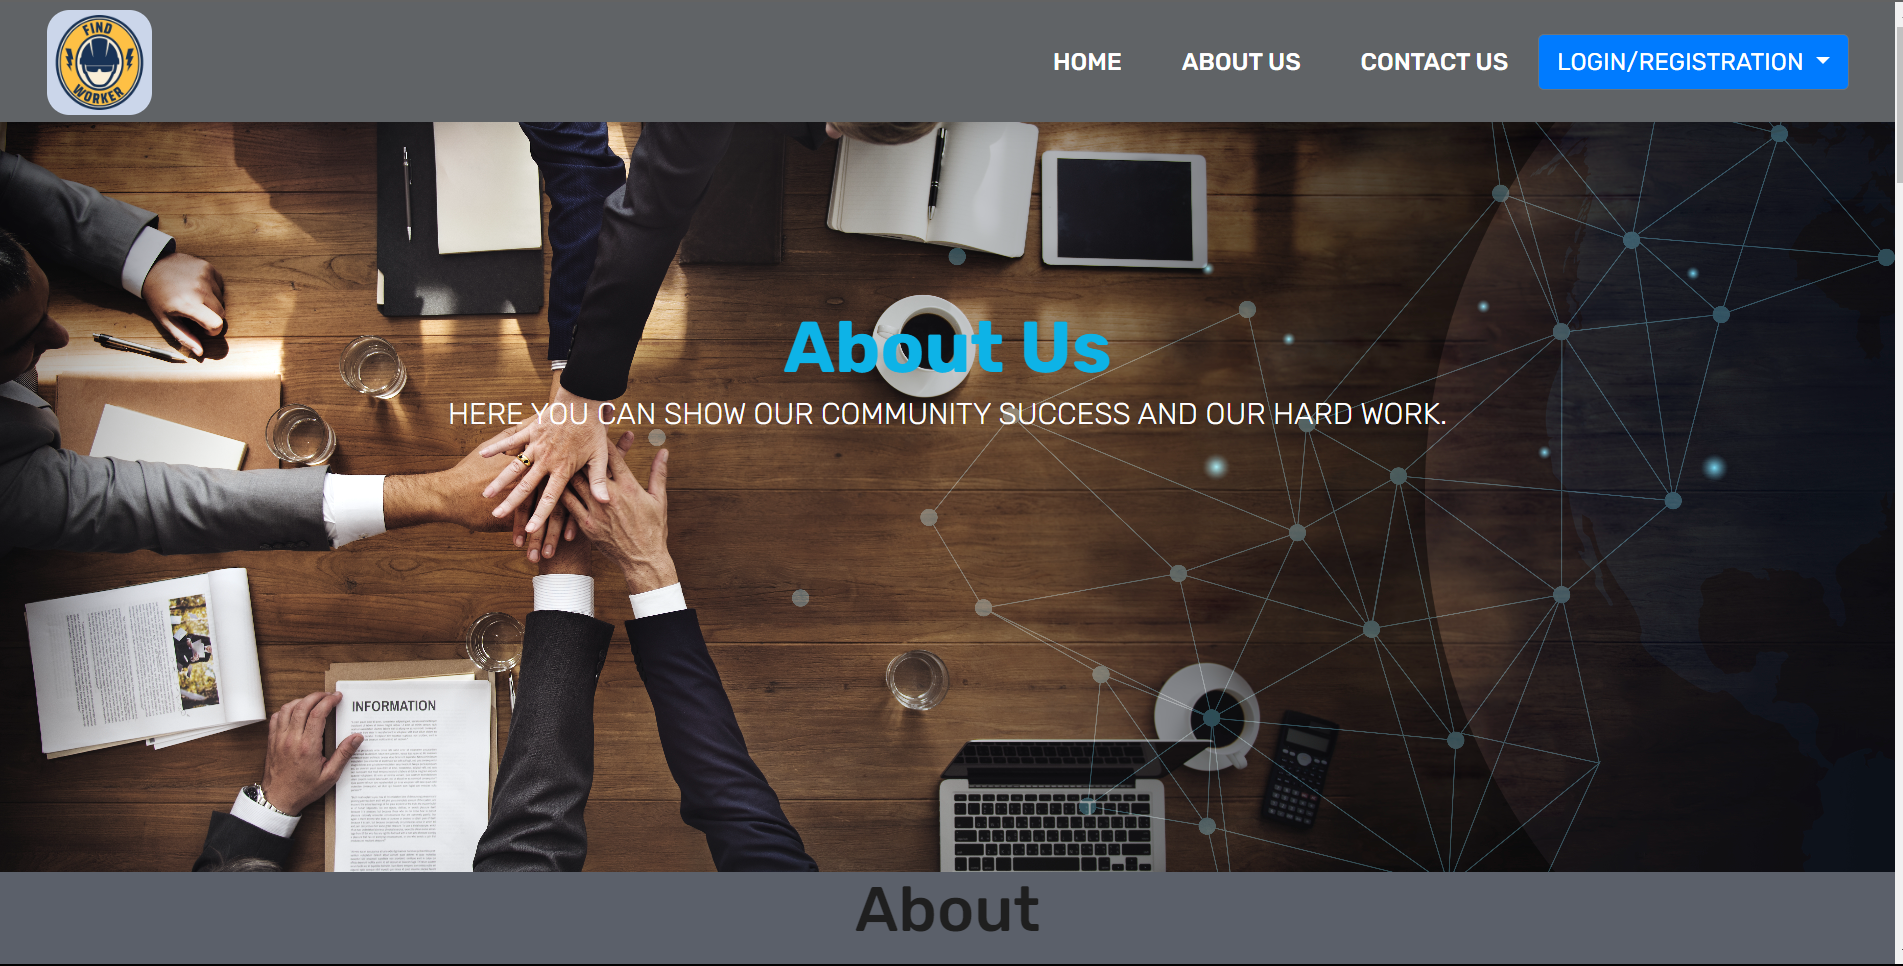 FIND
WORKER
HOME
ABOUT US
CONTACT US
LOGIN/REGISTRATION
About Us
HERE YOU CAN SHOW OUR COMMUNITY SUCCESS AND OUR HARD WORK.
INFORMATION
About